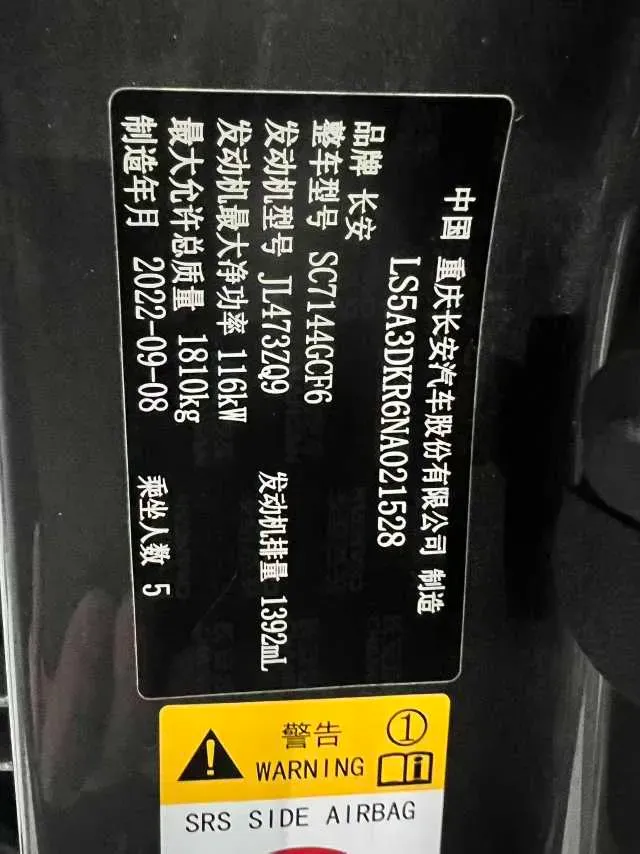 中国 重庆长安汽车股份有限公司 制造
LS5A3DKR6NA021528
品牌 长安
整车型号 SC7144GCF6
发动机型号 JL473ZQ9 发动机排量 1392mL
发动机最大净功率 116kW
最大允许总质量 1810kg
制造年月 2022-09-08 乘坐人数 5
警告 1
WARNING i
SRS SIDE AIRBAG